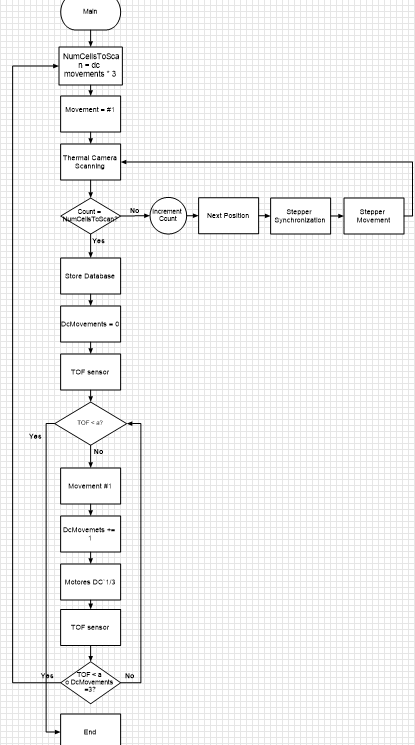 Main
NumCellsToSca
n = dc
movements * 3
Movement = #1
Thermal Camera
Scanning
Count =
NumCellsToScan?
No
Increment
Count
Next Position
Stepper
Synchronization
Stepper
Movement
Yes
Store Database
DcMovements = 0
TOF sensor
TOF < a?
Yes
No
Movement #1
DcMovemets +=
1
Motores DC 1/3
TOF sensor
TOF < a
o DcMovements
=3?
Yes
No
End